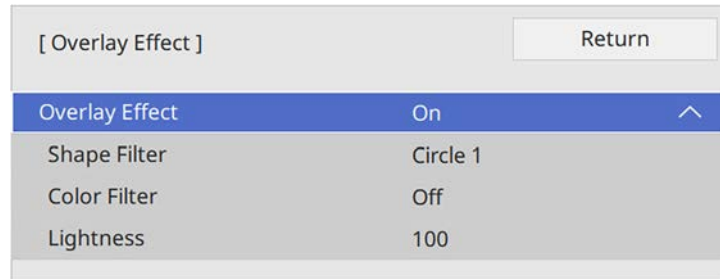 [ Overlay Effect ] Return
Overlay Effect On
Shape Filter Circle 1
Color Filter Off
Lightness 100